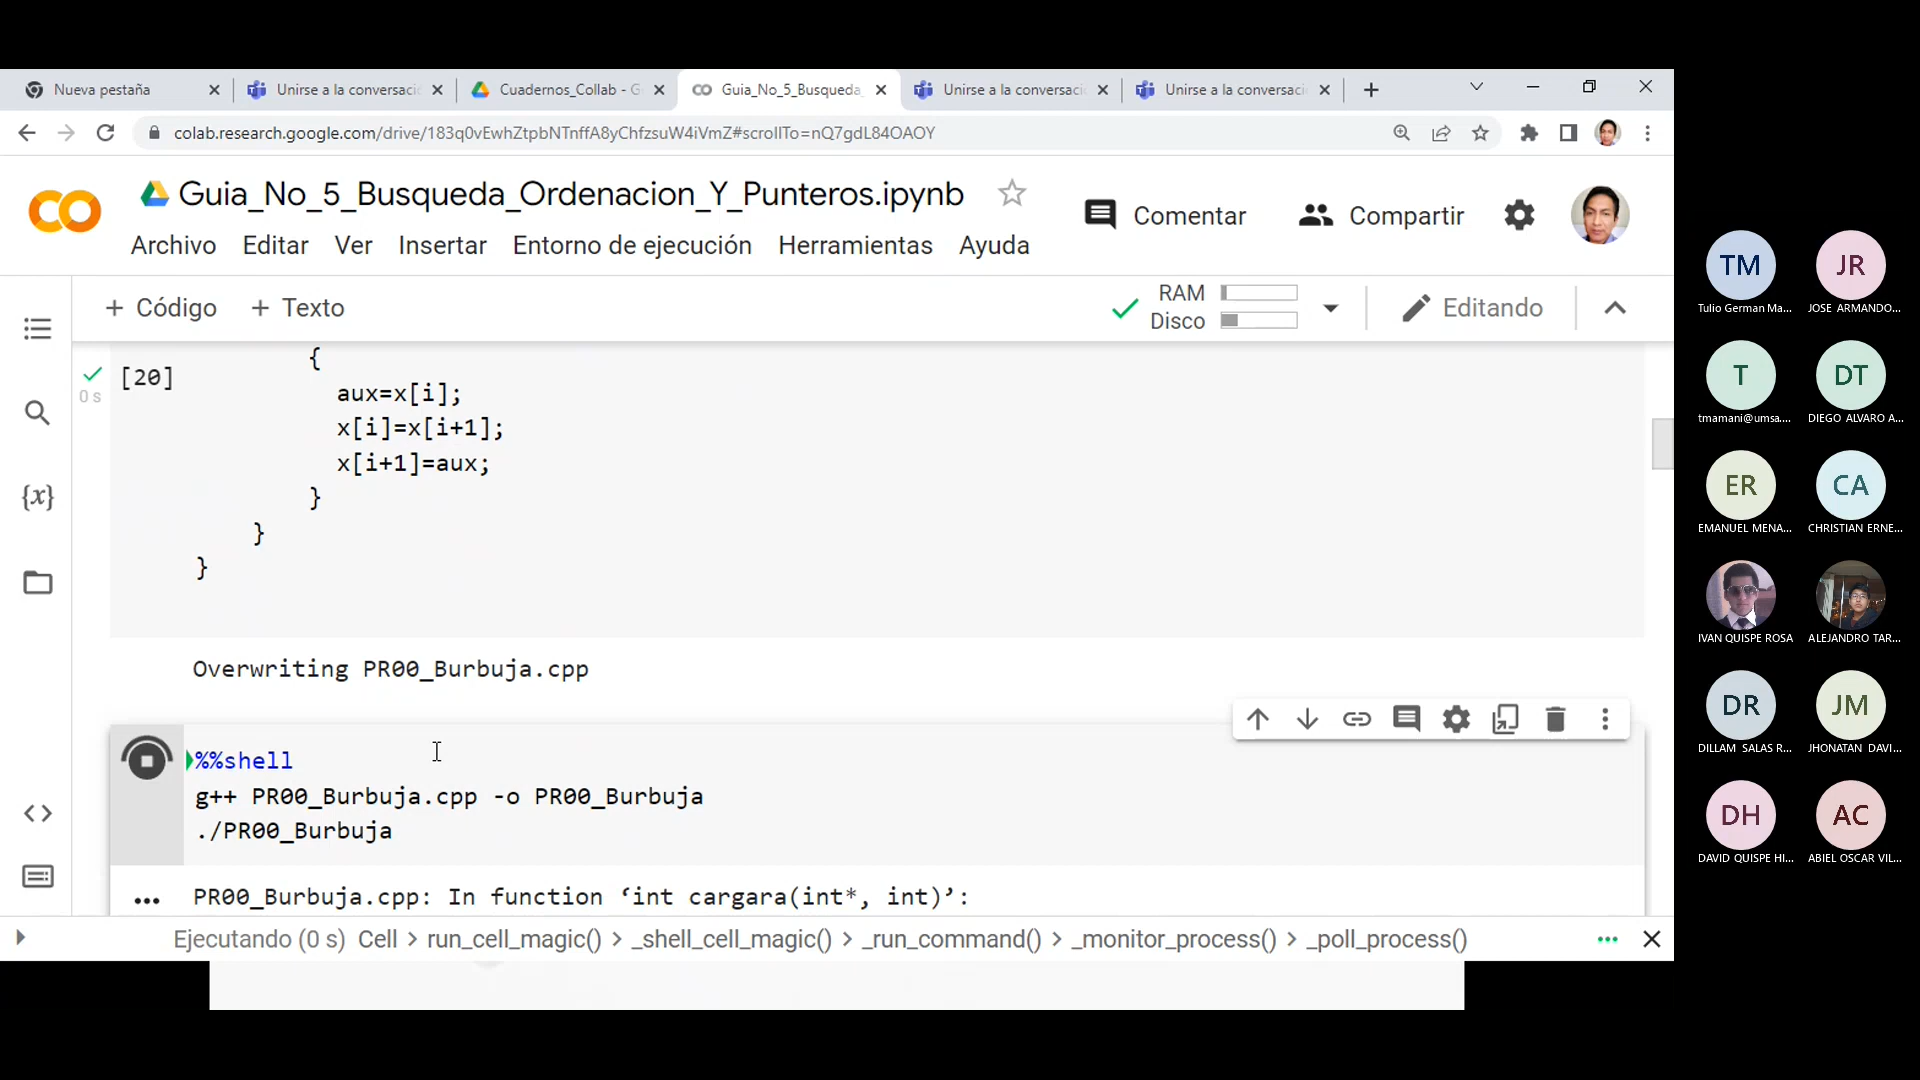 Nueva pestaña
Unirse a la conversaci
Cuadernos_Collab - G
Guia_No_5_Busqueda_
Unirse a la conversaci
Unirse a la conversaci
colab.research.google.com/drive/183q0vEwhZtpbNTnffA8yChfzsuW4iVmZ#scrollTo=nQ7gdL84OAOY
Guia_No_5_Busqueda_Ordenacion_Y_Punteros.ipynb
Comentar
Compartir
Archivo Editar Ver Insertar Entorno de ejecución Herramientas Ayuda
+ Código + Texto
RAM
Disco
Editando
{
[20]
0 s
aux=x[i];
x[i]=x[i+1];
x[i+1]=aux;
}
}
}
{x}
Overwriting PR00_Burbuja.cpp
%%shell
g++ PR00_Burbuja.cpp -o PR00_Burbuja
./PR00_Burbuja
PR00_Burbuja.cpp: In function ‘int cargara(int*, int)’:
Ejecutando (0 s) Cell > run_cell_magic() > _shell_cell_magic() > _run_command() > _monitor_process() > _poll_process()
TM
Tulio German Ma...
JR
JOSE ARMANDO...
T
tmamani@umsa....
DT
DIEGO ALVARO A...
ER
EMANUEL MENA...
CA
CHRISTIAN ERNE...
IVAN QUISPE ROSA
ALEJANDRO TAR...
DR
DILLAM SALAS R...
JM
JHONATAN DAVI...
DH
DAVID QUISPE HI...
AC
ABIEL OSCAR VIL...